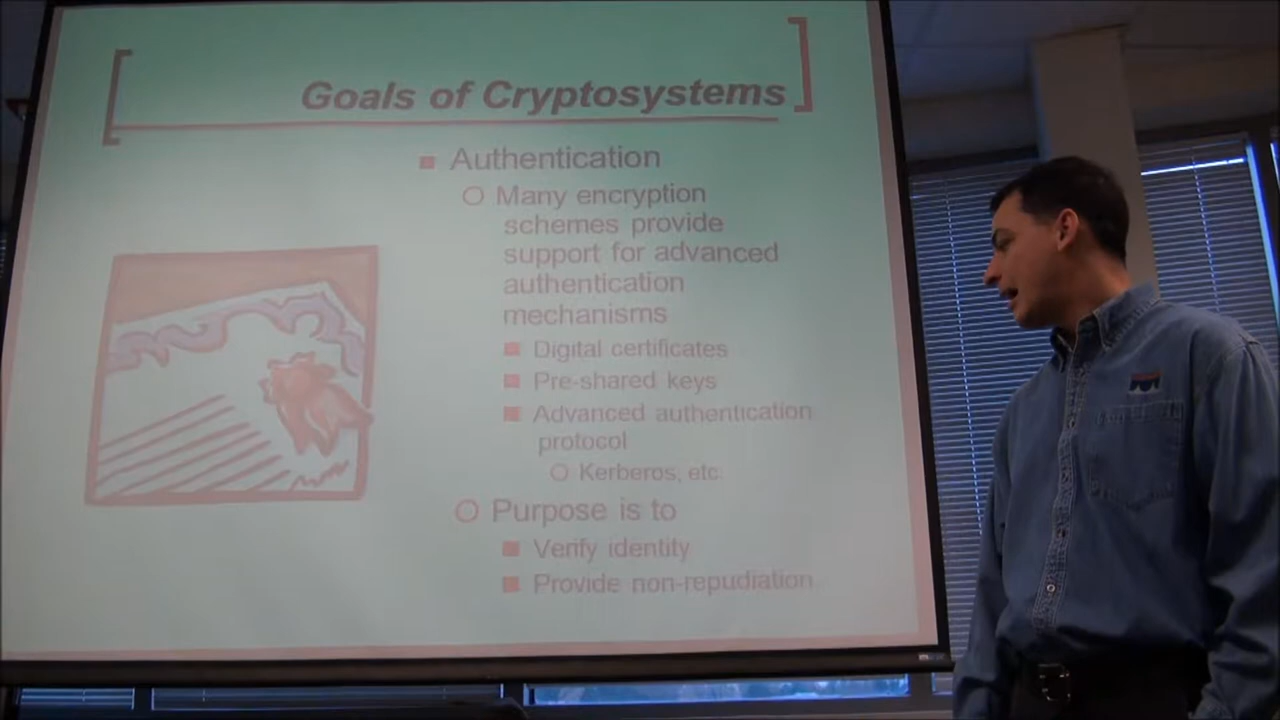 Goals of Cryptosystems
Authentication
Many encryption
schemes provide
support for advanced
authentication
mechanisms
Digital certificates
Pre-shared keys
Advanced authentication
protocol
Kerberos, etc
Purpose is to
Verify identity
Provide non-repudiation